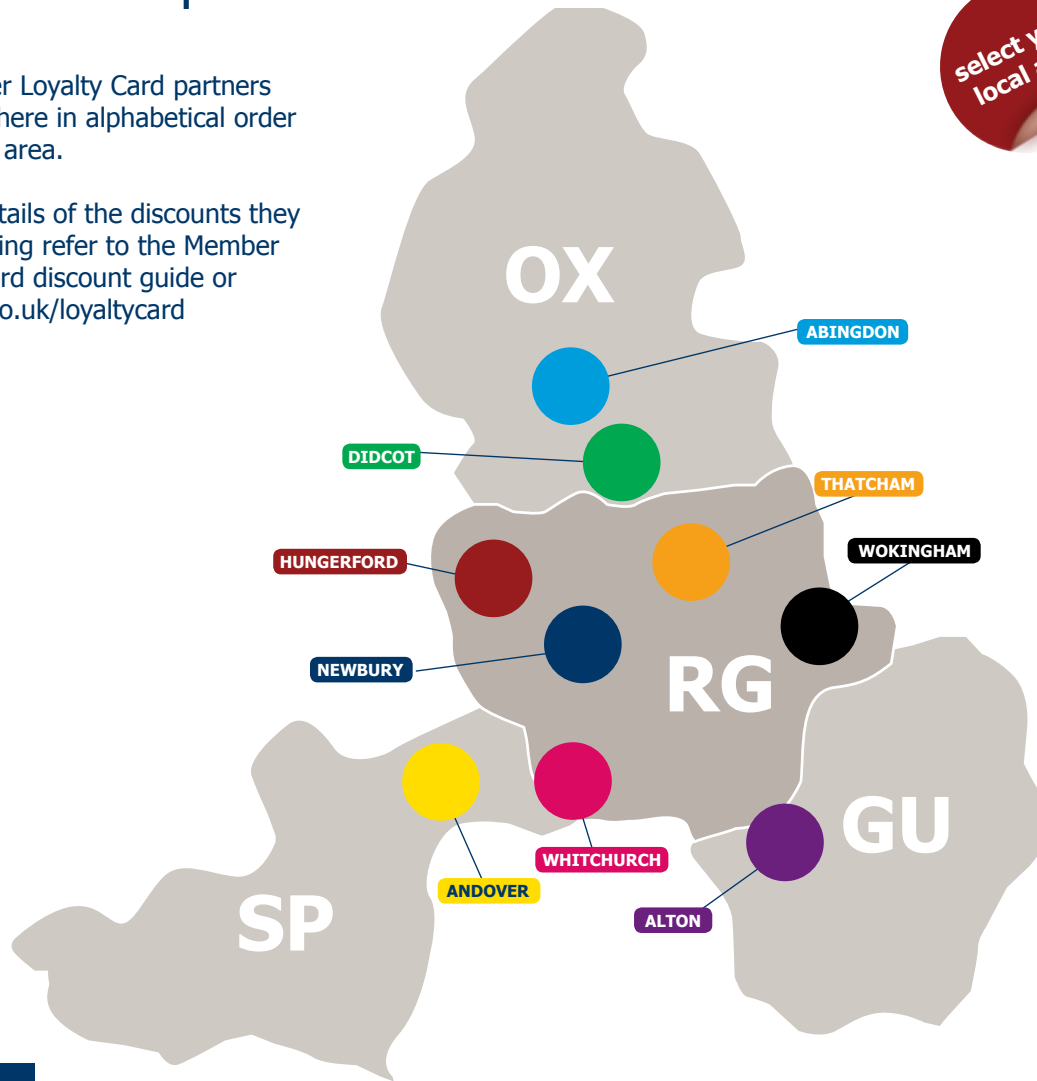 er Loyalty Card partners
here in alphabetical order
area.
tails of the discounts they
ing refer to the Member
rd discount guide or
o.uk/loyaltycard
select
local
OX
ABINGDON
DIDCOT
THATCHAM
HUNGERFORD
WOKINGHAM
NEWBURY
RG
GU
WHITCHURCH
ANDOVER
SP
ALTON